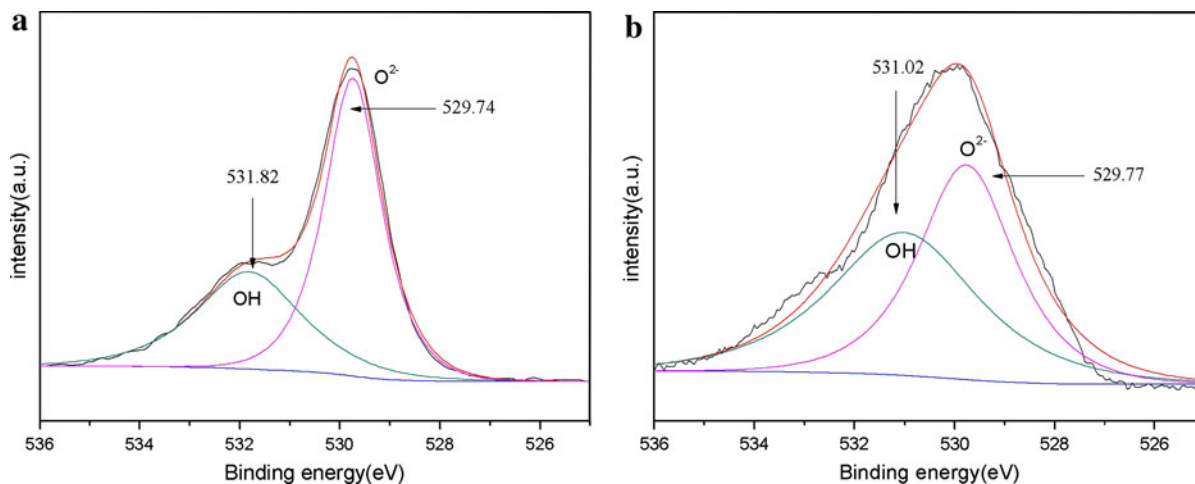 a
O2-
529.74
531.82
OH
intensity(a.u.)
536 534 532 530 528 526
Binding energy(eV)
b
531.02
O2-
529.77
OH
intensity(a.u.)
536 534 532 530 528 526
Binding energy(eV)